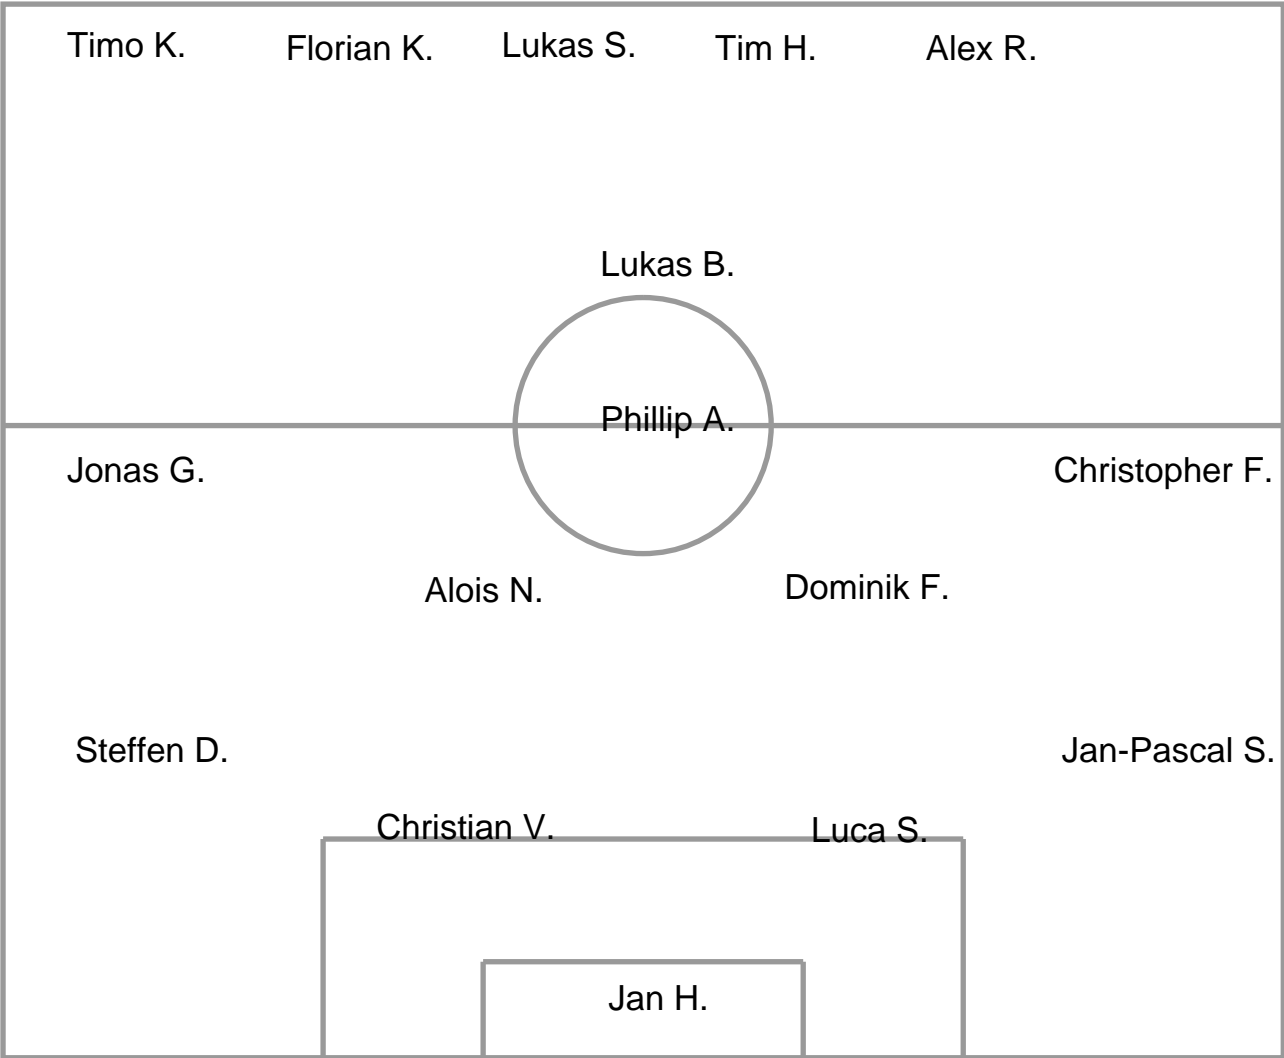 Timo K. Florian K. Lukas S. Tim H. Alex R.
Lukas B.
Phillip A.
Jonas G. Christopher F.
Alois N. Dominik F.
Steffen D. Jan-Pascal S.
Christian V. Luca S.
Jan H.